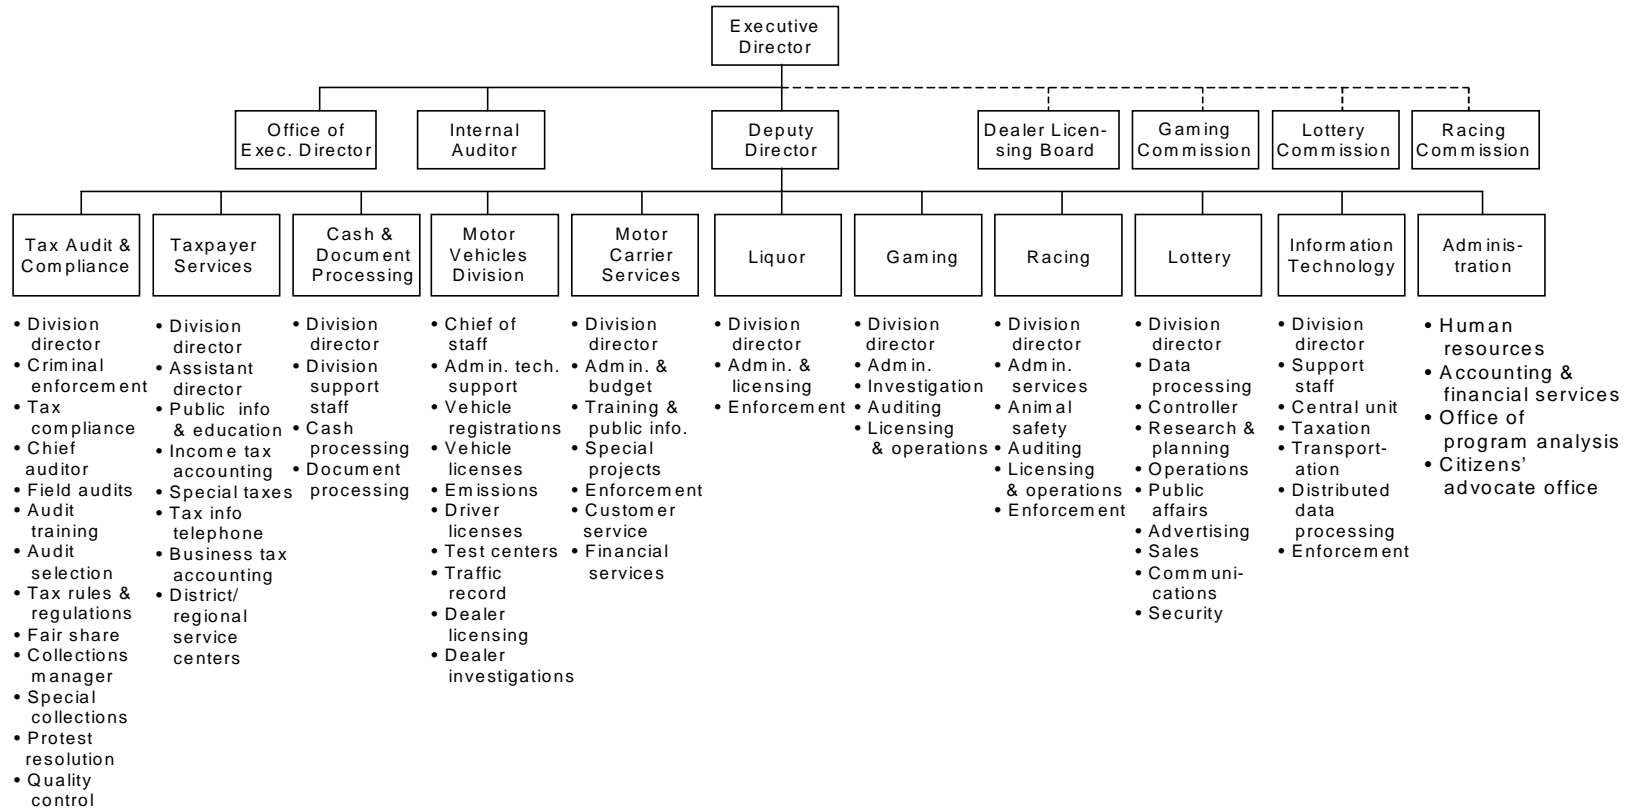 Executive
Director
Office of
Exec. Director
Internal
Auditor
Deputy
Director
Dealer Licen-
sing Board
Gaming
Commission
Lottery
Commission
Racing
Commission
Tax Audit &
Compliance
Taxpayer
Services
Cash &
Document
Processing
Motor
Vehicles
Division
Motor
Carrier
Services
Liquor
Gaming
Racing
Lottery
Information
Technology
Adminis-
tration
• Division
director
• Criminal
enforcement
• Tax
compliance
• Chief
auditor
• Field audits
• Audit
training
• Audit
selection
• Tax rules &
regulations
• Fair share
• Collections
manager
• Special
collections
• Protest
resolution
• Quality
control
• Division
director
• Assistant
director
• Public info
& education
• Income tax
accounting
• Special taxes
• Tax info
telephone
• Business tax
accounting
• District/
regional
service
centers
• Division
director
• Division
support
staff
• Cash
processing
• Document
processing
• Chief of
staff
• Admin. tech.
support
• Vehicle
registrations
• Vehicle
licenses
• Emissions
• Driver
licenses
• Test centers
• Traffic
record
• Dealer
licensing
• Dealer
investigations
• Division
director
• Admin. &
budget
• Training &
public info.
• Special
projects
• Enforcement
• Customer
service
• Financial
services
• Division
director
• Admin. &
licensing
• Enforcement
• Division
director
• Admin.
• Investigation
• Auditing
• Licensing
& operations
• Division
director
• Admin.
services
• Animal
safety
• Auditing
• Licensing
& operations
• Enforcement
• Division
director
• Data
processing
• Controller
• Research &
planning
• Operations
• Public
affairs
• Advertising
• Sales
• Communi-
cations
• Security
• Division
director
• Support
staff
• Central unit
• Taxation
• Transport-
ation
• Distributed
data
processing
• Enforcement
• Human
resources
• Accounting &
financial services
• Office of
program analysis
• Citizens’
advocate office